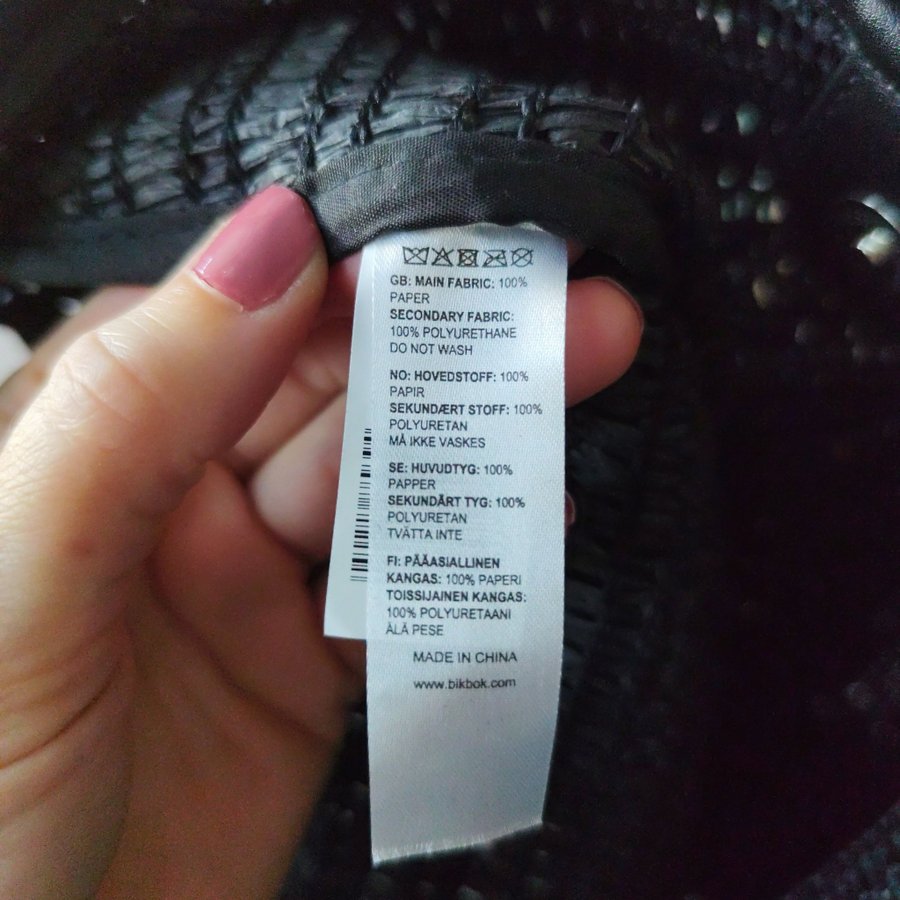 GB: MAIN FABRIC: 100%
PAPER
SECONDARY FABRIC:
100% POLYURETHANE
DO NOT WASH
NO: HOVEDSTOFF: 100%
PAPIR
SEKUNDÆRT STOFF: 100%
POLYURETAN
MÅ IKKE VASKES
SE: HUVUDTYG: 100%
PAPPER
SEKUNDÄRT TYG: 100%
POLYURETAN
TVÄTTA INTE
FI: PÄÄASIALLINEN
KANGAS: 100% PAPERI
TOISSIJAINEN KANGAS:
100% POLYURETAANI
ÄLÄ PESE
MADE IN CHINA
www.bikbok.com